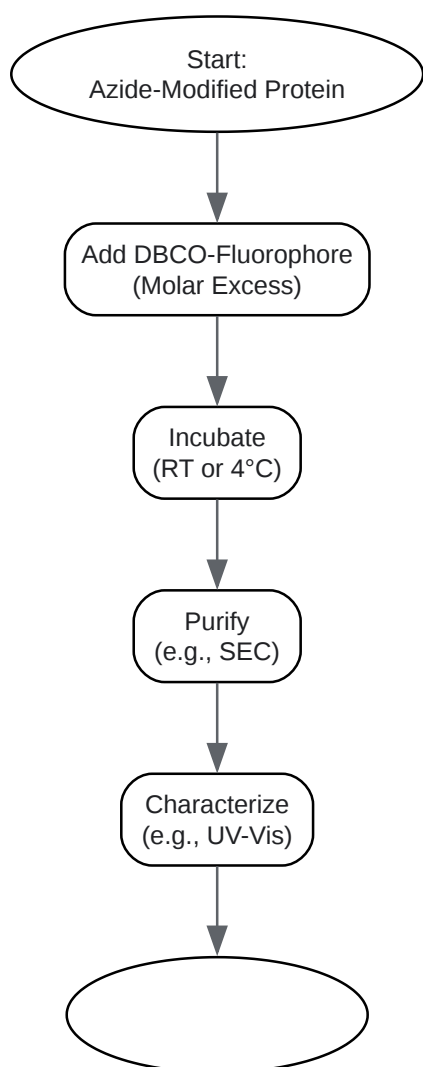 Start:
Azide-Modified Protein
Add DBCO-Fluorophore
(Molar Excess)
Incubate
(RT or 4°C)
Purify
(e.g., SEC)
Characterize
(e.g., UV-Vis)